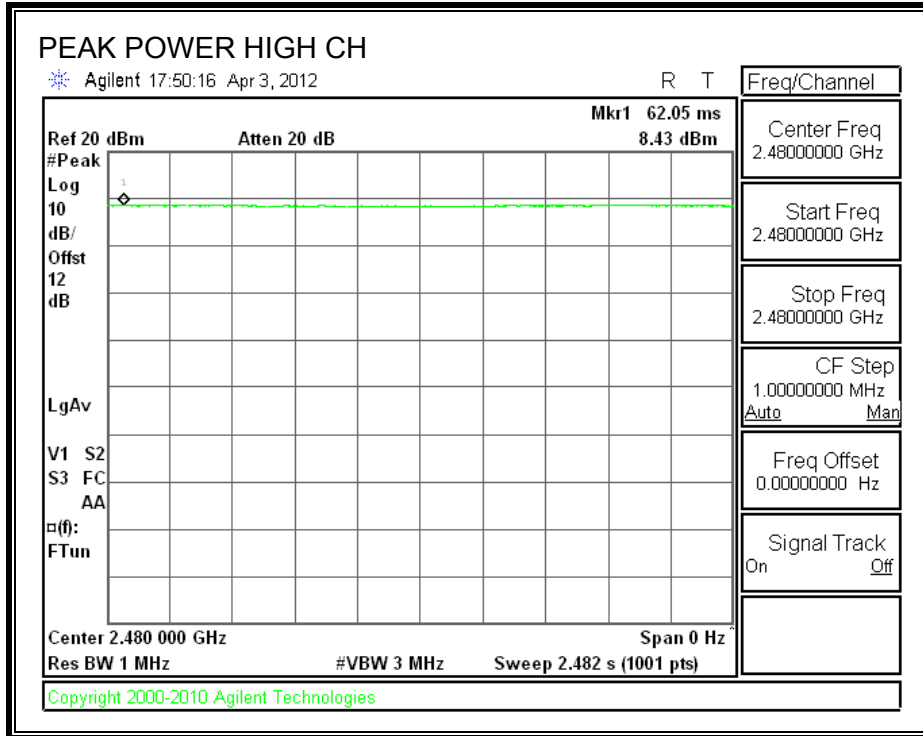 PEAK POWER HIGH CH
Agilent 17:50:16 Apr 3, 2012 R T
Mkr1 62.05 ms
Ref 20 dBm Atten 20 dB 8.43 dBm
#Peak
Log
10
dB/
Offst
12
dB
LgAv
V1 S2
S3 FC
AA
¤(f):
FTun
1
Center 2.480 000 GHz Span 0 Hz
Res BW 1 MHz #VBW 3 MHz Sweep 2.482 s (1001 pts)
Copyright 2000-2010 Agilent Technologies
Freq/Channel
Center Freq
2.48000000 GHz
Start Freq
2.48000000 GHz
Stop Freq
2.48000000 GHz
CF Step
1.00000000 MHz
Auto Man
Freq Offset
0.00000000 Hz
Signal Track
On Off